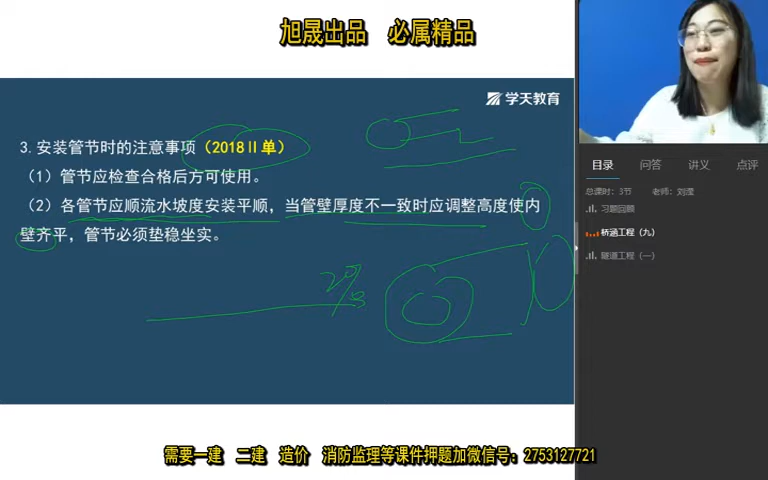 旭晟出品 必属精品
学天教育
3.安装管节时的注意事项（2018Ⅱ单）
（1）管节应检查合格后方可使用。
（2）各管节应顺流水坡度安装平顺，当管壁厚度不一致时应调整高度使内
壁齐平，管节必须垫稳坐实。
2%
目录 问答 讲义 点评
总课时：3节 老师：刘滢
习题回顾
桥涵工程（九）
隧道工程（一）
需要一建 二建 造价 消防监理等课件押题加微信号：2753127721